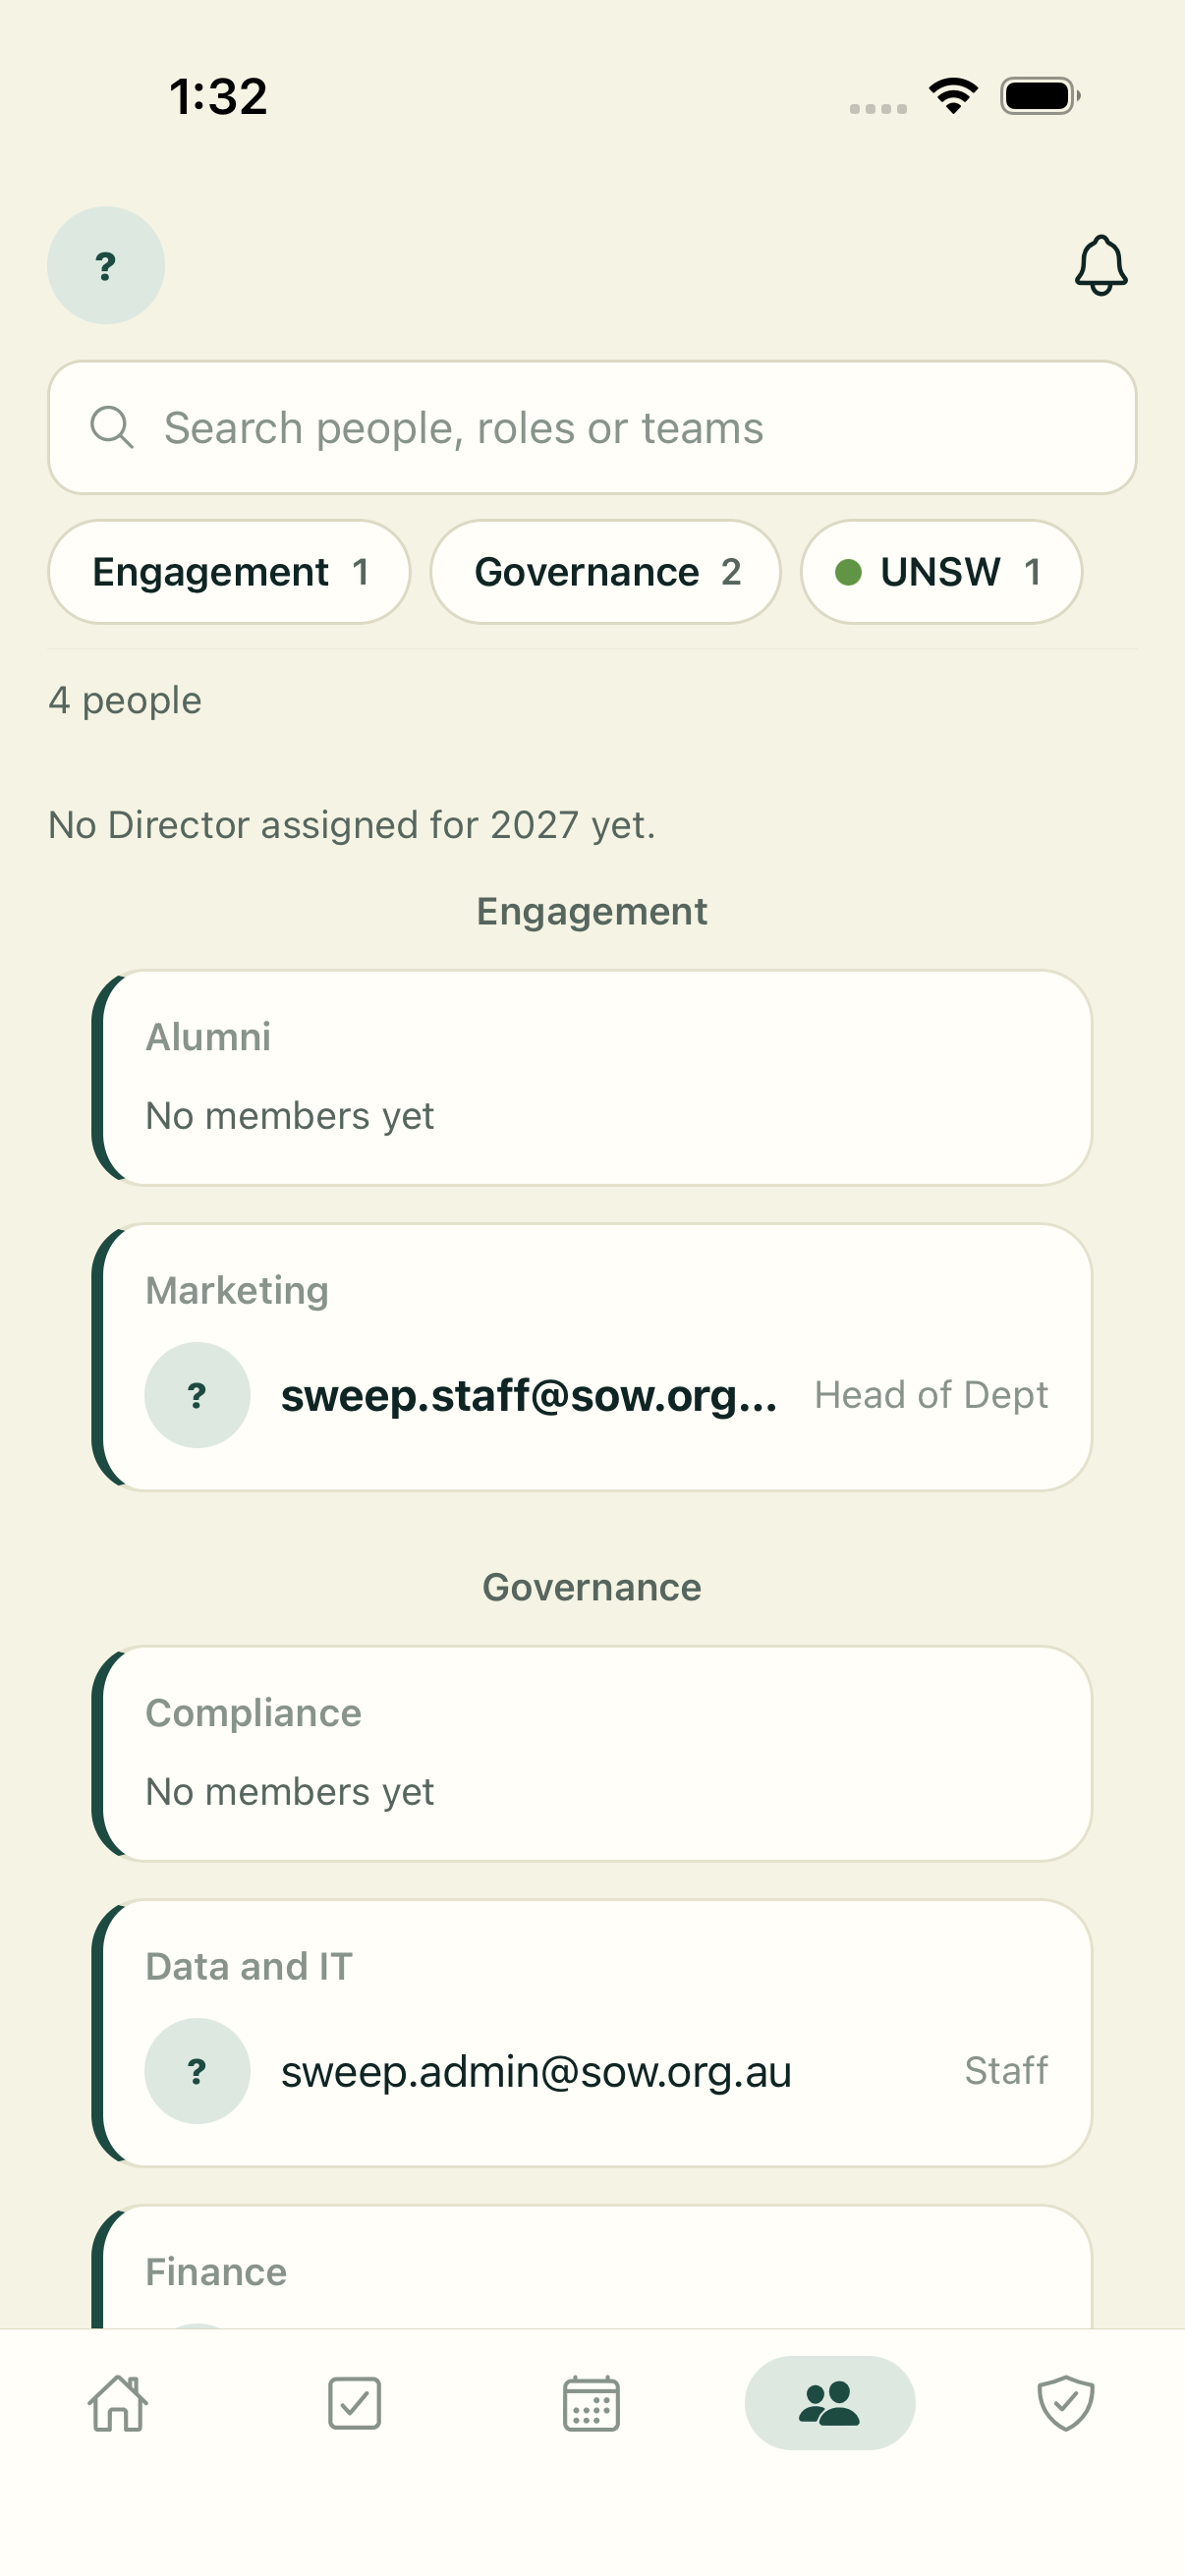 1:32
?
Search people, roles or teams
Engagement 1 Governance 2 UNSW 1
4 people
No Director assigned for 2027 yet.
Engagement
Alumni
No members yet
Marketing
? sweep.staff@sow.org... Head of Dept
Governance
Compliance
No members yet
Data and IT
? sweep.admin@sow.org.au Staff
Finance